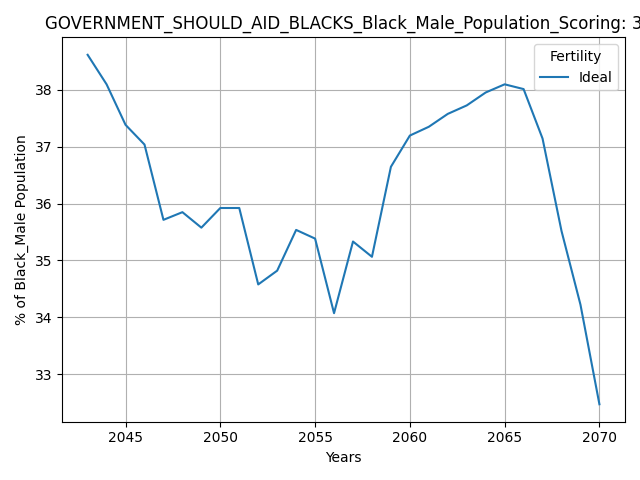 GOVERNMENT_SHOULD_AID_BLACKS_Black_Male_Population_Scoring: 3
Fertility
Ideal
38
37
36
35
34
33
% of Black_Male Population
2045 2050 2055 2060 2065 2070
Years